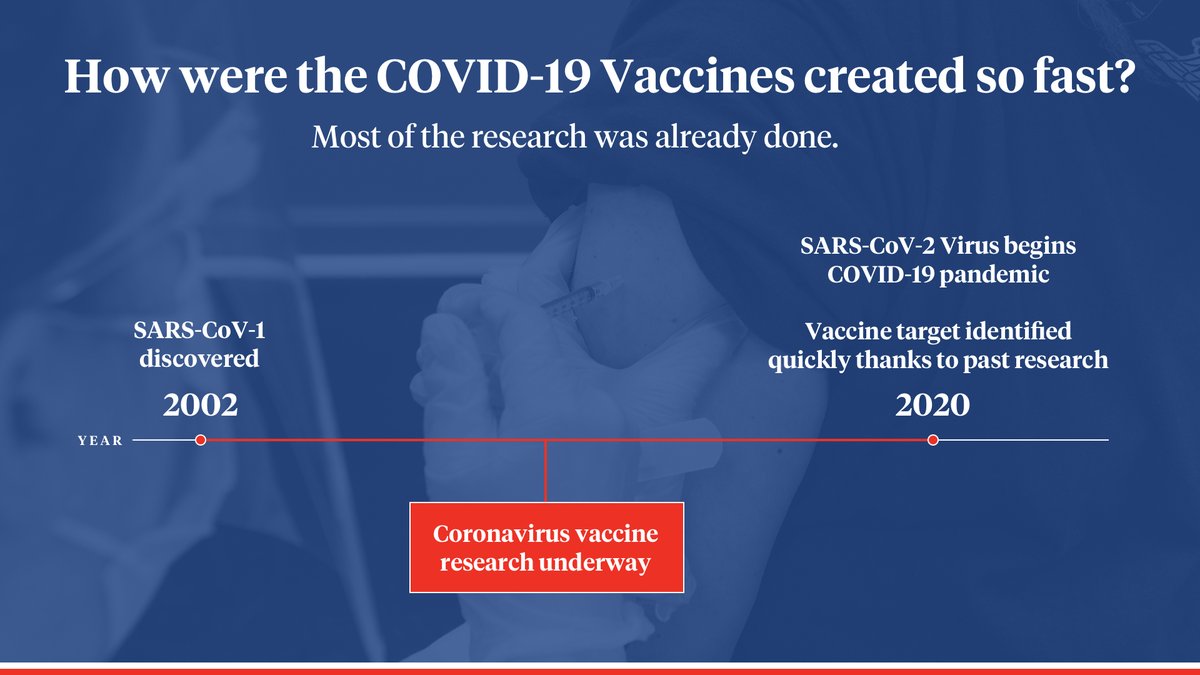 How were the COVID-19 Vaccines created so fast?
Most of the research was already done.
SARS-CoV-2 Virus begins
COVID-19 pandemic
SARS-CoV-1
discovered
Vaccine target identified
quickly thanks to past research
2002
2020
YEAR
Coronavirus vaccine
research underway